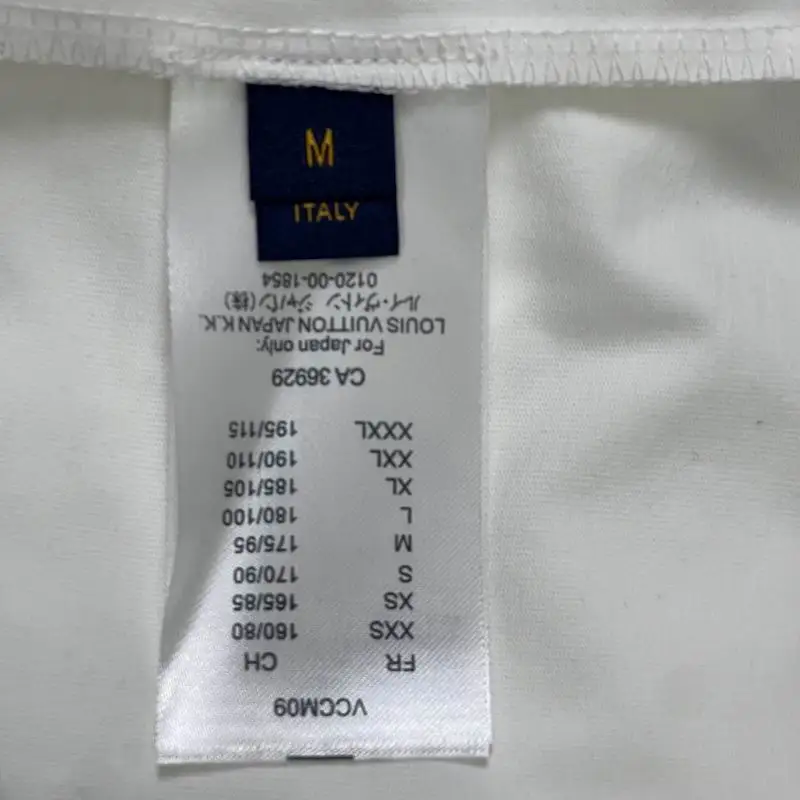 M
ITALY
VCCM09
FR CH
XXS 160/80
XS 165/85
S 170/90
M 175/95
L 180/100
XL 185/105
XXL 190/110
XXXL 195/115
CA 36929
For Japan only:
LOUIS VUITTON JAPAN K.K.
ルイ・ヴィトン ジャパン(株)
0120-00-1854